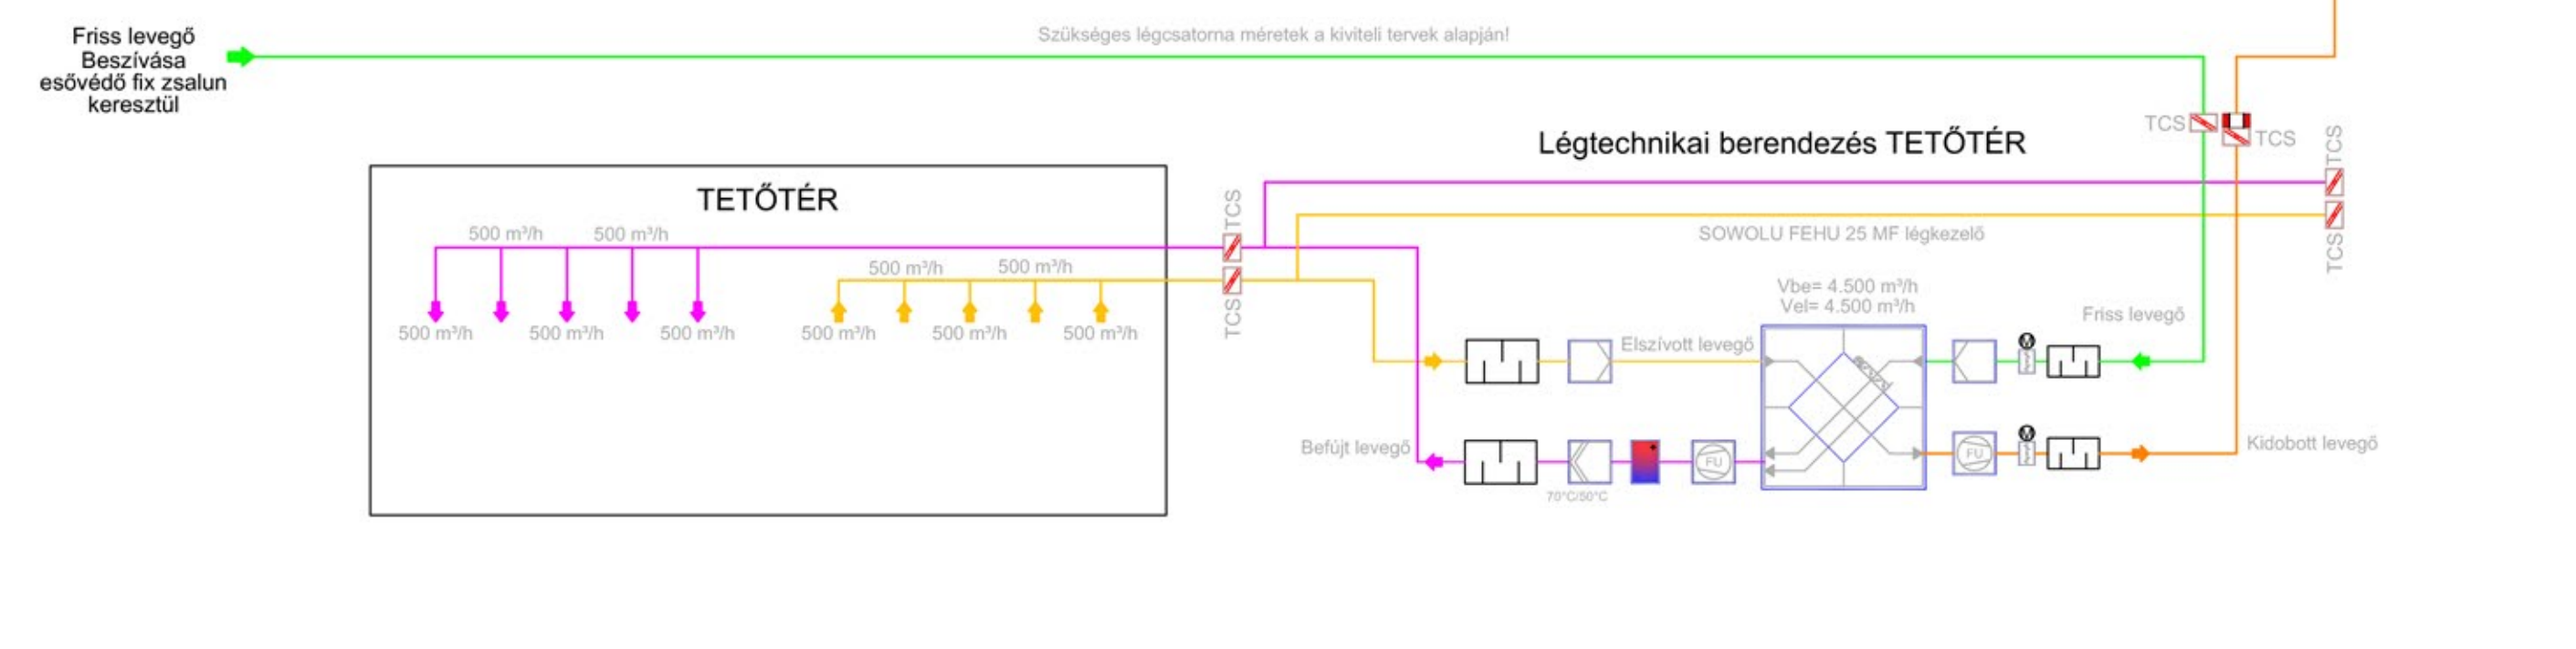 Friss levegő
Beszívása
esővédő fix zsalun
keresztül
Szükséges légcsatorna méretek a kiviteli tervek alapján!
TCS
TCS
TCS
Légtechnikai berendezés TETŐTÉR
TETŐTÉR
TCS
500 m³/h
500 m³/h
SOWOLU FEHU 25 MF légkezelő
TCS
500 m³/h
500 m³/h
Vbe= 4.500 m³/h
Vel= 4.500 m³/h
TCS
Friss levegő
500 m³/h
500 m³/h
500 m³/h
500 m³/h
500 m³/h
500 m³/h
Elszívott levegő
M
M
Befújt levegő
FU
FU
Kidobott levegő
70°C/50°C